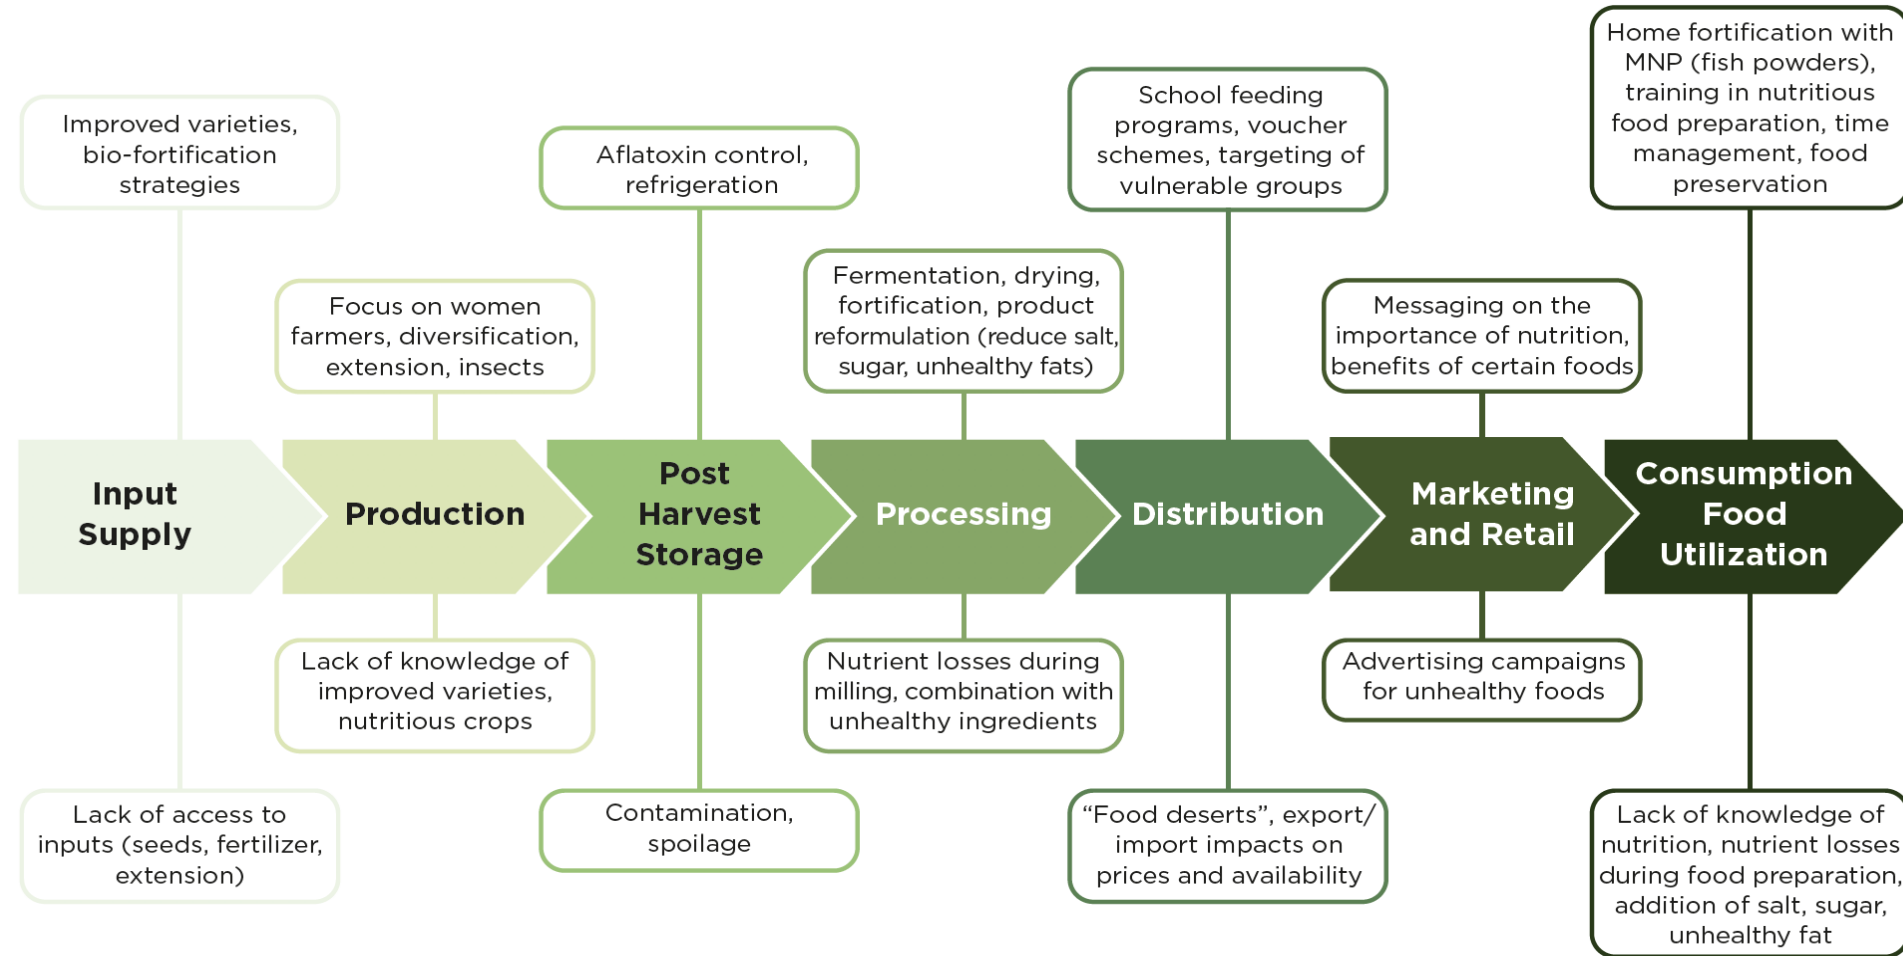 Improved varieties,
bio-fortification
strategies
Focus on women
farmers, diversification,
extension, insects
Aflatoxin control,
refrigeration
Fermentation, drying,
fortification, product
reformulation (reduce salt,
sugar, unhealthy fats)
School feeding
programs, voucher
schemes, targeting of
vulnerable groups
Messaging on the
importance of nutrition,
benefits of certain foods
Home fortification with
MNP (fish powders),
training in nutritious
food preparation, time
management, food
preservation
Input
Supply
Production
Post
Harvest
Storage
Processing
Distribution
Marketing
and Retail
Consumption
Food
Utilization
Lack of access to
inputs (seeds, fertilizer,
extension)
Lack of knowledge of
improved varieties,
nutritious crops
Contamination,
spoilage
Nutrient losses during
milling, combination with
unhealthy ingredients
“Food deserts”, export/
import impacts on
prices and availability
Advertising campaigns
for unhealthy foods
Lack of knowledge of
nutrition, nutrient losses
during food preparation,
addition of salt, sugar,
unhealthy fat